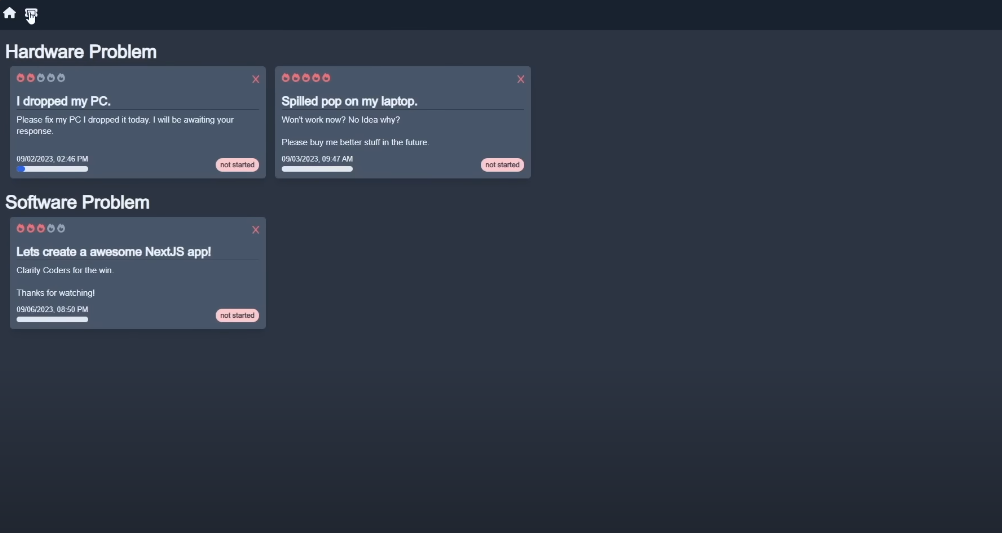 Hardware Problem
I dropped my PC.
Please fix my PC I dropped it today. I will be awaiting your
response.
09/02/2023, 02:46 PM
not started
Spilled pop on my laptop.
Won't work now? No Idea why?
Please buy me better stuff in the future.
09/03/2023, 09:47 AM
not started
Software Problem
Lets create a awesome NextJS app!
Clarity Coders for the win.
Thanks for watching!
09/06/2023, 08:50 PM
not started